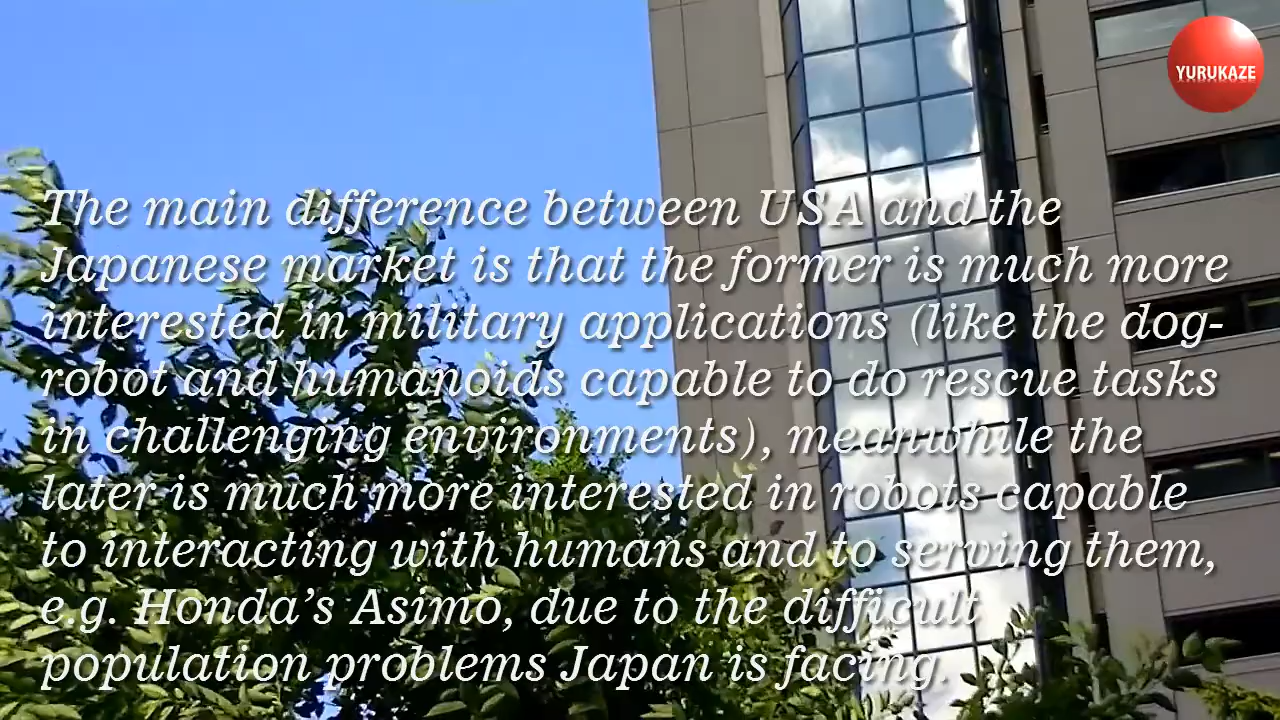 YURUKAZE
The main difference between USA and the
Japanese market is that the former is much more
interested in military applications (like the dog-
robot and humanoids capable to do rescue tasks
in challenging environments), meanwhile the
later is much more interested in robots capable
to interacting with humans and to serving them,
e.g. Honda’s Asimo, due to the difficult
population problems Japan is facing.